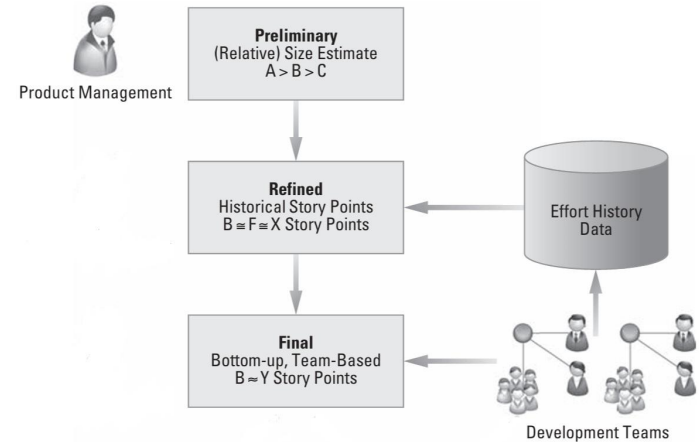 Product Management
Preliminary
(Relative) Size Estimate
A > B > C
Refined
Historical Story Points
B ≅ F ≅ X Story Points
Effort History
Data
Final
Bottom-up, Team-Based
B ≈ Y Story Points
Development Teams